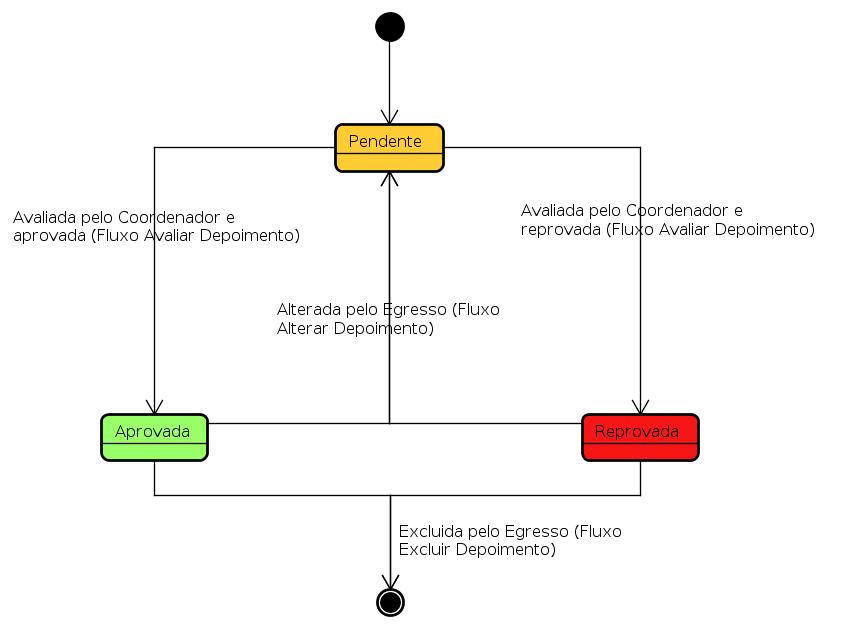 Pendente
Avaliada pelo Coordenador e
aprovada (Fluxo Avaliar Depoimento)
Avaliada pelo Coordenador e
reprovada (Fluxo Avaliar Depoimento)
Alterada pelo Egresso (Fluxo
Alterar Depoimento)
Aprovada
Reprovada
Excluida pelo Egresso (Fluxo
Excluir Depoimento)